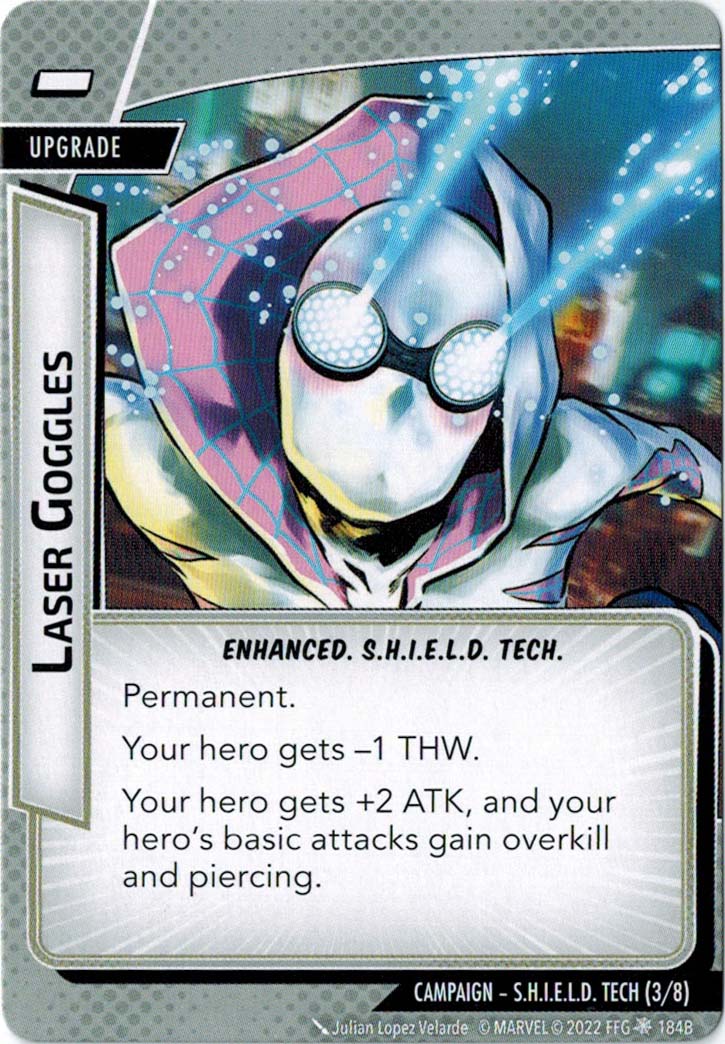 –
UPGRADE
LASER GOGGLES
ENHANCED. S.H.I.E.L.D. TECH.
Permanent.
Your hero gets –1 THW.
Your hero gets +2 ATK, and your
hero's basic attacks gain overkill
and piercing.
CAMPAIGN – S.H.I.E.L.D. TECH (3/8)
Julian Lopez Velarde © MARVEL © 2022 FFG 184B